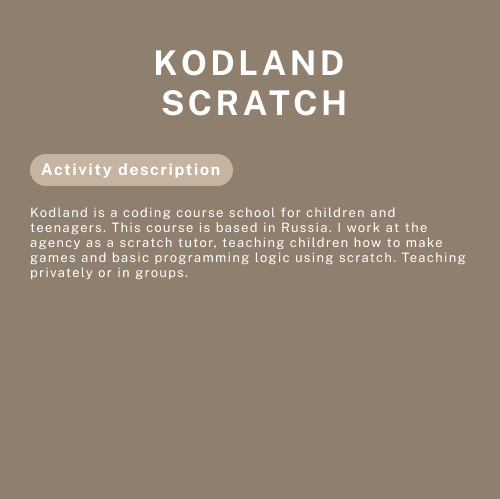 KODLAND
SCRATCH
Activity description
Kodland is a coding course school for children and
teenagers. This course is based in Russia. I work at the
agency as a scratch tutor, teaching children how to make
games and basic programming logic using scratch. Teaching
privately or in groups.